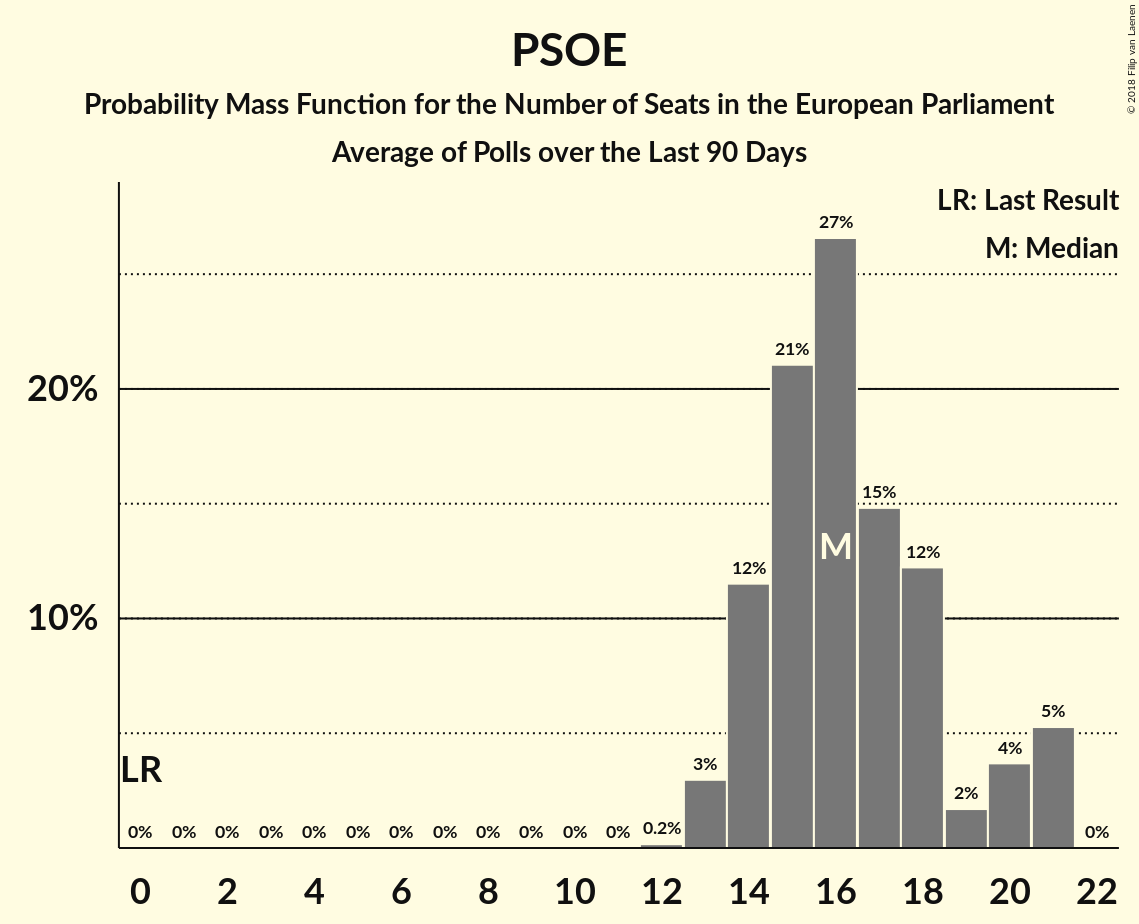 PSOE
Probability Mass Function for the Number of Seats in the European Parliament
Average of Polls over the Last 90 Days
© 2018 Filip van Laenen
LR: Last Result
M: Median
27%
21%
20%
15%
M
12%
12%
10%
5%
4%
LR
3%
2%
0% 0% 0% 0% 0% 0% 0% 0% 0% 0% 0% 0% 0.2% 0%
0 2 4 6 8 10 12 14 16 18 20 22